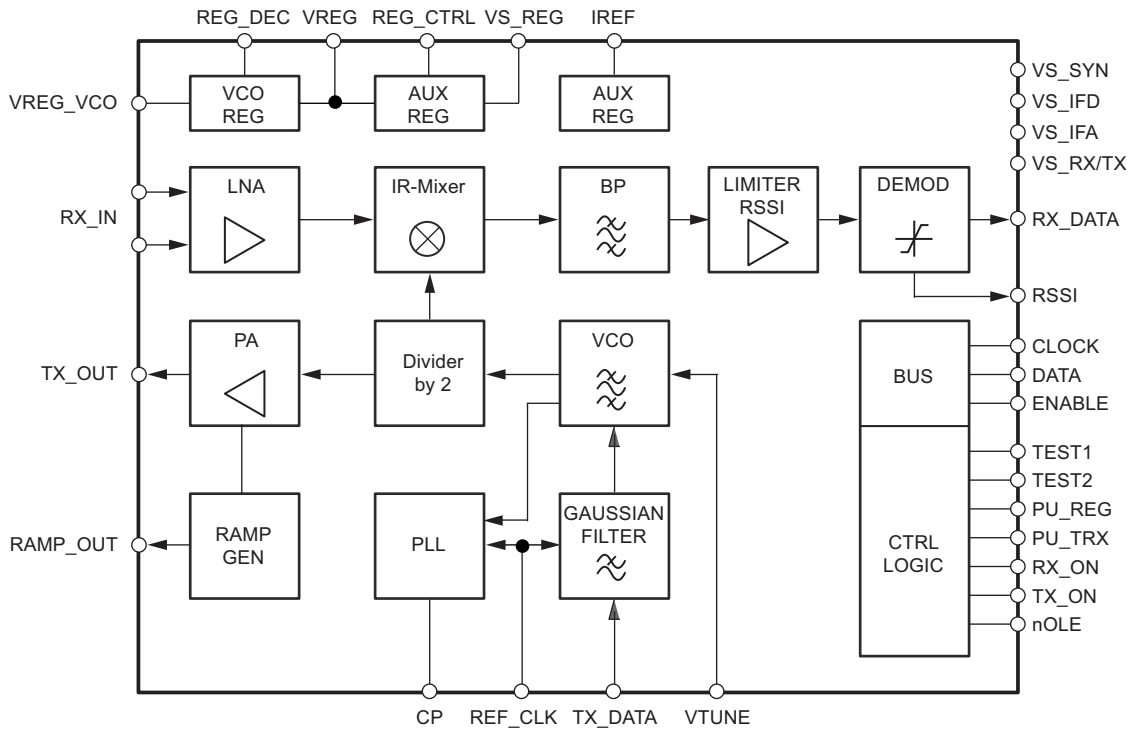 REG_DEC VREG REG_CTRL VS_REG IREF
VREG_VCO
VCO
REG
AUX
REG
AUX
REG
VS_SYN
VS_IFD
VS_IFA
VS_RX/TX
RX_IN
LNA
IR-Mixer
BP
LIMITER
RSSI
DEMOD
RX_DATA
RSSI
TX_OUT
PA
Divider
by 2
VCO
BUS
CLOCK
DATA
ENABLE
RAMP_OUT
RAMP
GEN
PLL
GAUSSIAN
FILTER
CTRL
LOGIC
TEST1
TEST2
PU_REG
PU_TRX
RX_ON
TX_ON
nOLE
CP REF_CLK TX_DATA VTUNE